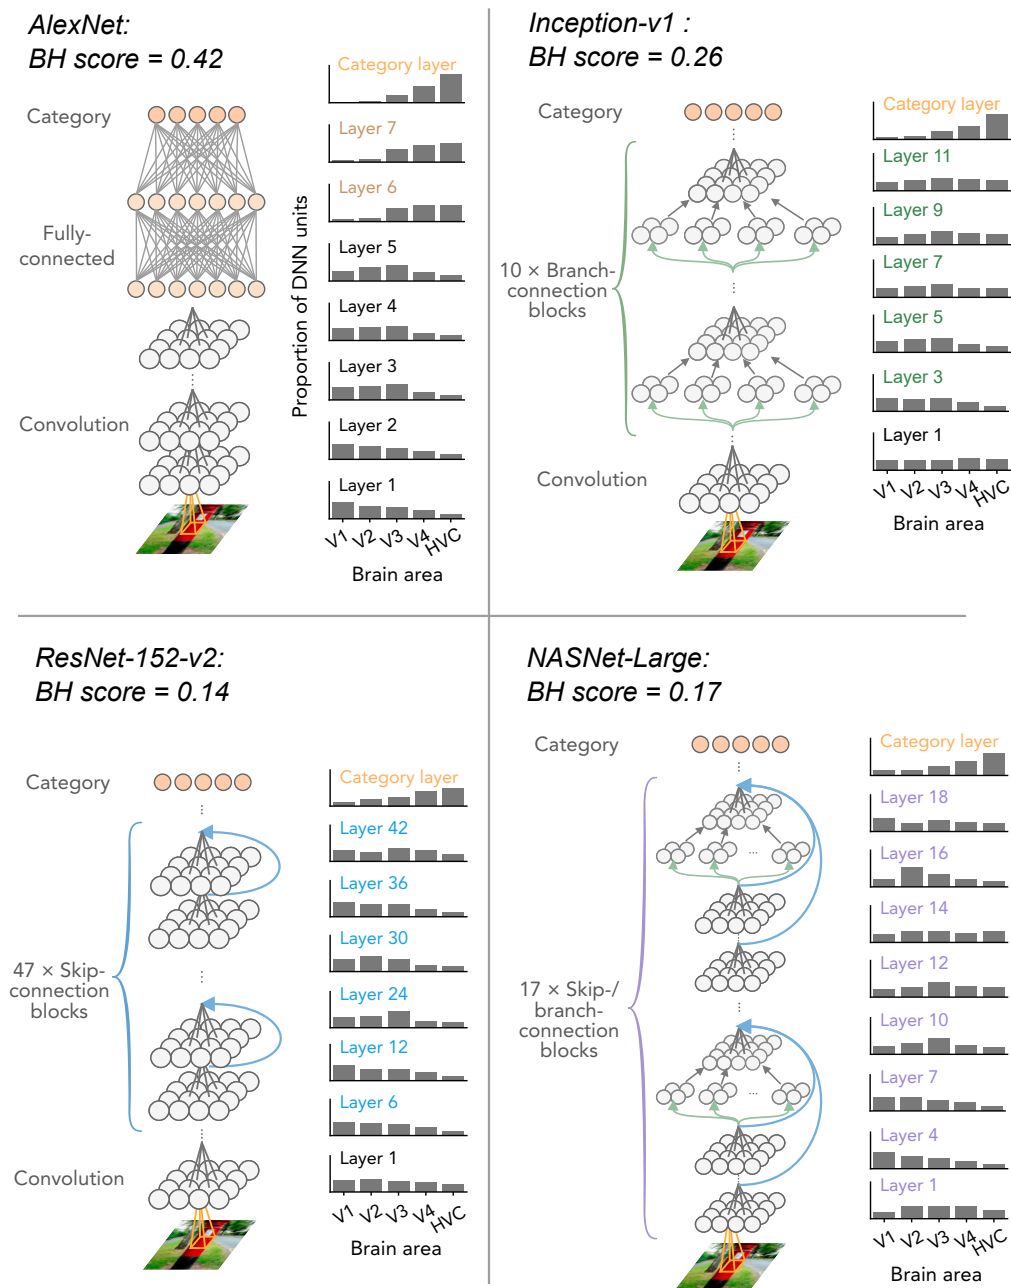 AlexNet:
BH score = 0.42
Category
Fully-
connected
Convolution
Proportion of DNN units
Category layer
Layer 7
Layer 6
Layer 5
Layer 4
Layer 3
Layer 2
Layer 1
V1 V2 V3 V4 HVC
Brain area
Inception-v1 :
BH score = 0.26
Category
10 × Branch-
connection
blocks
Convolution
Category layer
Layer 11
Layer 9
Layer 7
Layer 5
Layer 3
Layer 1
V1 V2 V3 V4 HVC
Brain area
ResNet-152-v2:
BH score = 0.14
Category
47 × Skip-
connection
blocks
Convolution
Category layer
Layer 42
Layer 36
Layer 30
Layer 24
Layer 12
Layer 6
Layer 1
V1 V2 V3 V4 HVC
Brain area
NASNet-Large:
BH score = 0.17
Category
17 × Skip-/
branch-
connection
blocks
Category layer
Layer 18
Layer 16
Layer 14
Layer 12
Layer 10
Layer 7
Layer 4
Layer 1
V1 V2 V3 V4 HVC
Brain area